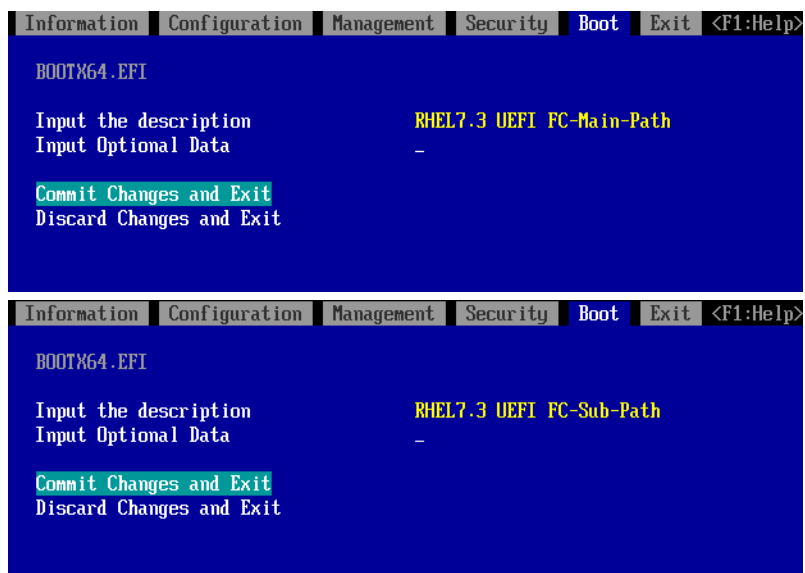 Information Configuration Management Security Boot Exit <F1:Help>
BOOTX64.EFI
Input the description RHEL7.3 UEFI FC-Main-Path
Input Optional Data _
Commit Changes and Exit
Discard Changes and Exit
Information Configuration Management Security Boot Exit <F1:Help>
BOOTX64.EFI
Input the description RHEL7.3 UEFI FC-Sub-Path
Input Optional Data _
Commit Changes and Exit
Discard Changes and Exit